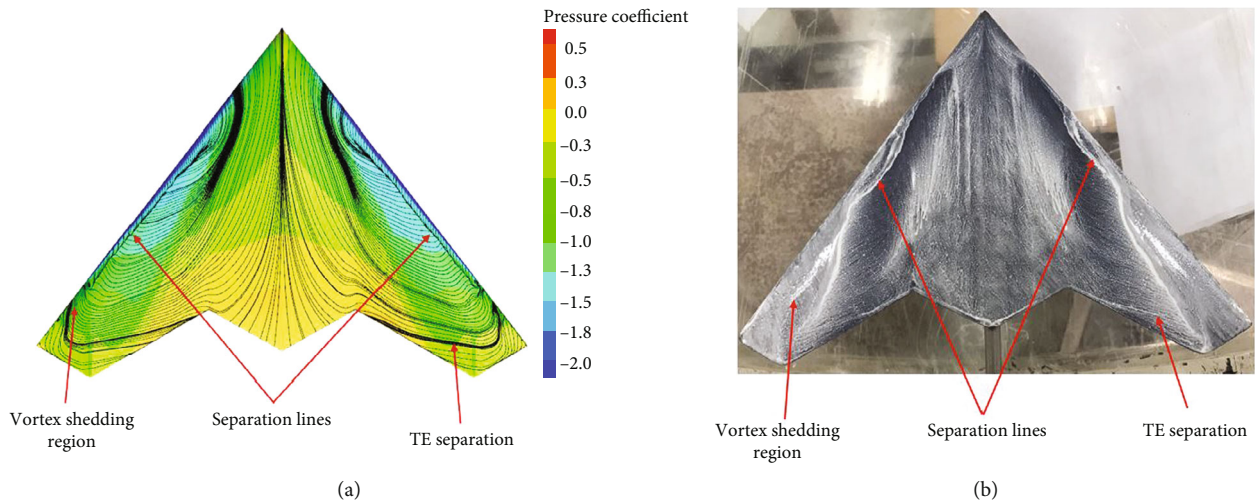 Pressure coefficient
0.5
0.3
0.0
−0.3
−0.5
−0.8
−1.0
−1.3
−1.5
−1.8
−2.0
Vortex shedding
region
Separation lines
TE separation
(a)
Vortex shedding
region
Separation lines
TE separation
(b)